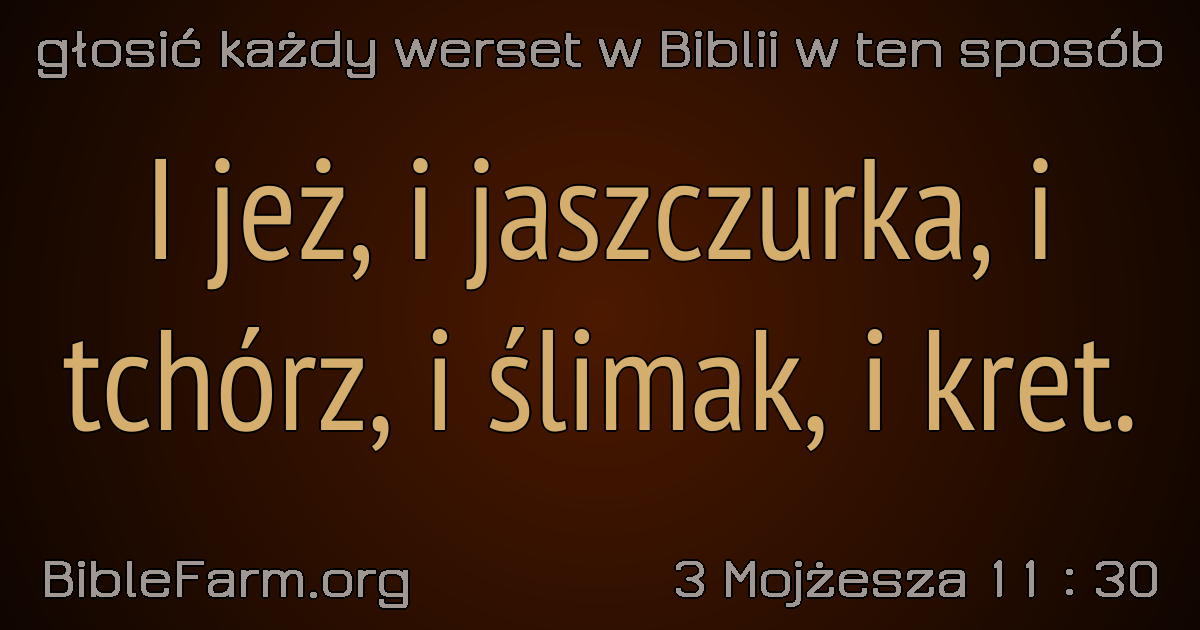 głosić każdy werset w Biblii w ten sposób
I jeż, i jaszczurka, i
tchórz, i ślimak, i kret.
BibleFarm.org
3 Mojżesza 11 : 30